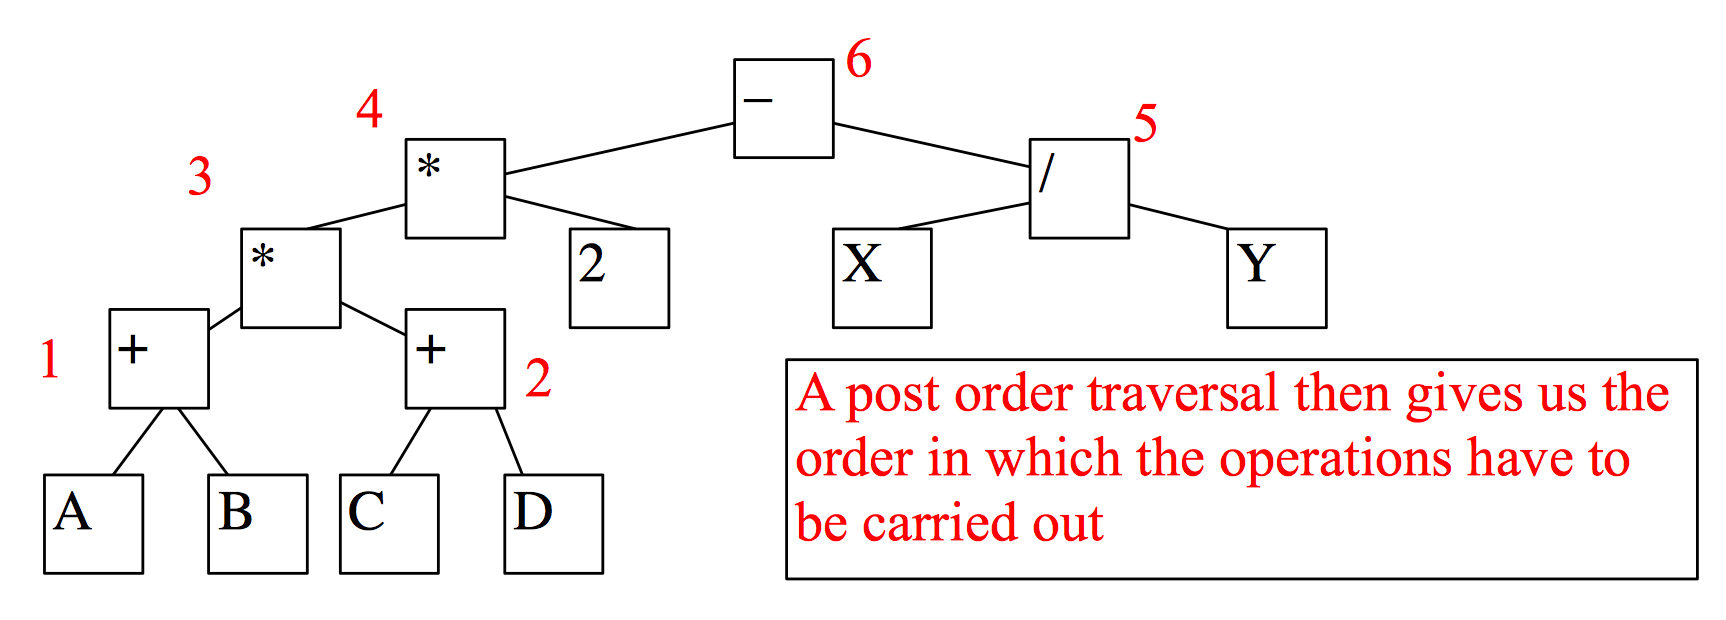 6
–
4
*
5
/
3
*
2
X
Y
1
+
+
2
A
B
C
D
A post order traversal then gives us the
order in which the operations have to
be carried out